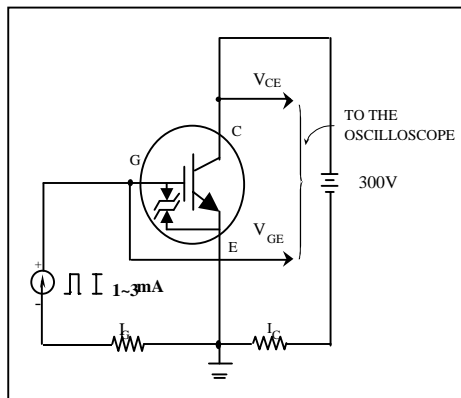 VCE
TO THE
OSCILLOSCOPE
C
G
300V
VGE
E
+
-
1~3mA
IG
IC